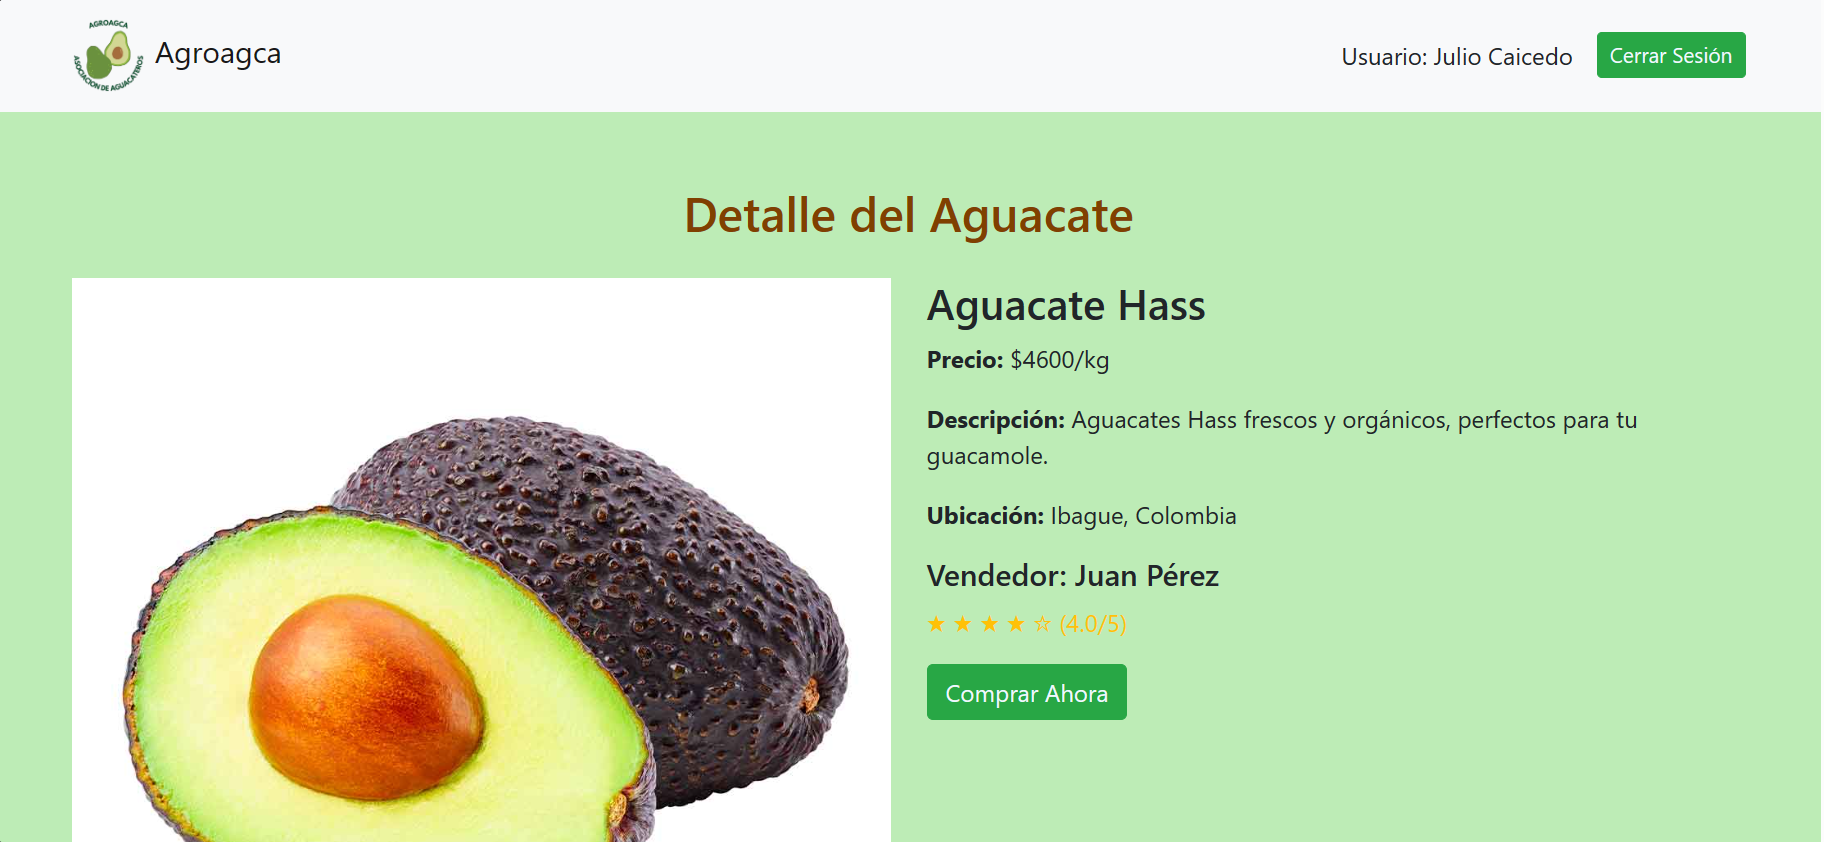 AGROAGCA
ASOCIACION DE AGUACATEROS
Agroagca
Usuario: Julio Caicedo
Cerrar Sesión
Detalle del Aguacate
Aguacate Hass
Precio: $4600/kg
Descripción: Aguacates Hass frescos y orgánicos, perfectos para tu
guacamole.
Ubicación: Ibague, Colombia
Vendedor: Juan Pérez
★ ★ ★ ★ ☆ (4.0/5)
Comprar Ahora